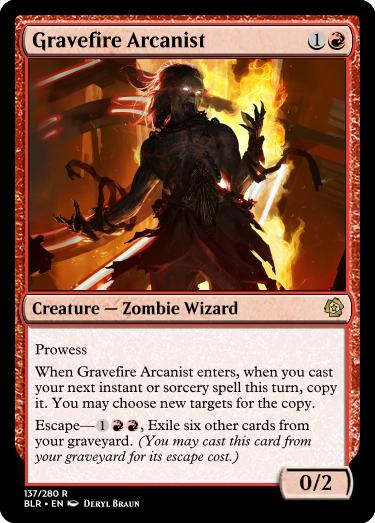 Gravefire Arcanist 1
Creature — Zombie Wizard
Prowess
When Gravefire Arcanist enters, when you cast
your next instant or sorcery spell this turn, copy
it. You may choose new targets for the copy.
Escape—1, Exile six other cards from
your graveyard. (You may cast this card from
your graveyard for its escape cost.)
0/2
137/280 R
BLR • EN Deryl Braun